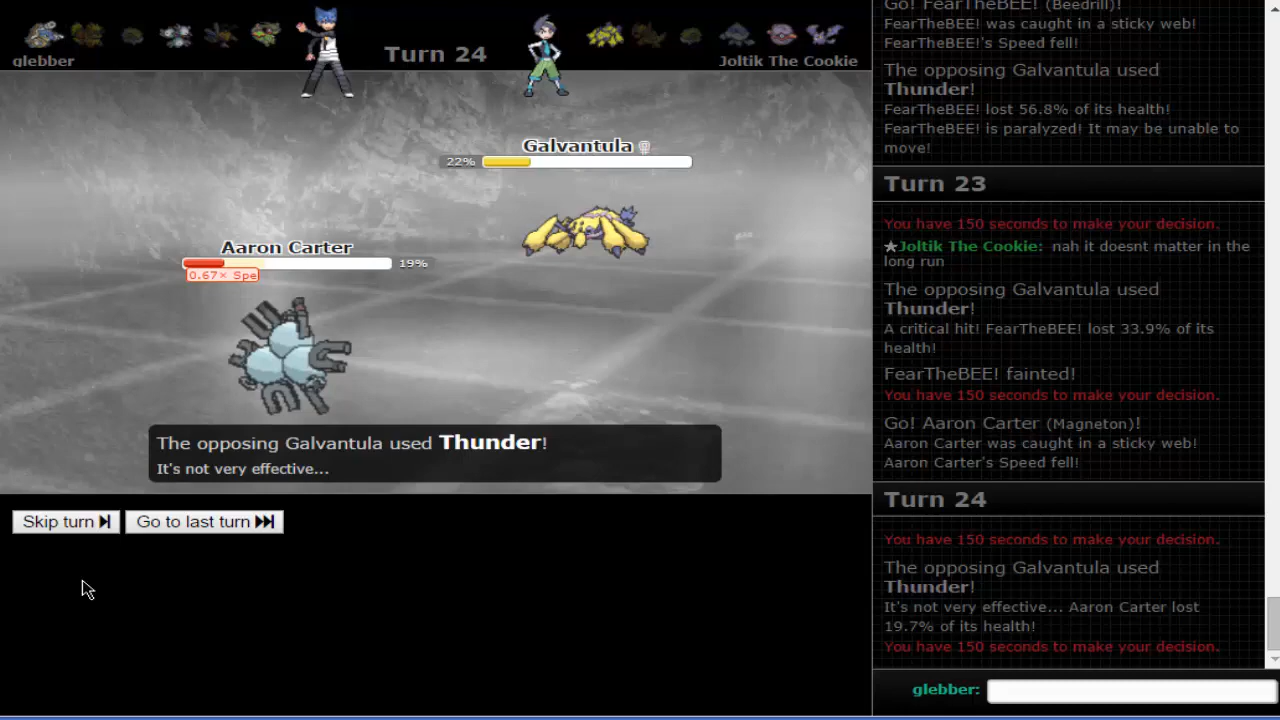 glebber
Turn 24
Joltik The Cookie
Galvantula
22%
Aaron Carter
19%
0.67× Spe
The opposing Galvantula used Thunder!
It's not very effective...
Skip turn
Go to last turn
Go! FearTheBEE! (Beedrill)!
FearTheBEE! was caught in a sticky web!
FearTheBEE!'s Speed fell!
The opposing Galvantula used
Thunder!
FearTheBEE! lost 56.8% of its health!
FearTheBEE! is paralyzed! It may be unable to
move!
Turn 23
You have 150 seconds to make your decision.
★Joltik The Cookie: nah it doesnt matter in the
long run
The opposing Galvantula used
Thunder!
A critical hit! FearTheBEE! lost 33.9% of its
health!
FearTheBEE! fainted!
You have 150 seconds to make your decision.
Go! Aaron Carter (Magneton)!
Aaron Carter was caught in a sticky web!
Aaron Carter's Speed fell!
Turn 24
You have 150 seconds to make your decision.
The opposing Galvantula used
Thunder!
It's not very effective... Aaron Carter lost
19.7% of its health!
You have 150 seconds to make your decision.
glebber: